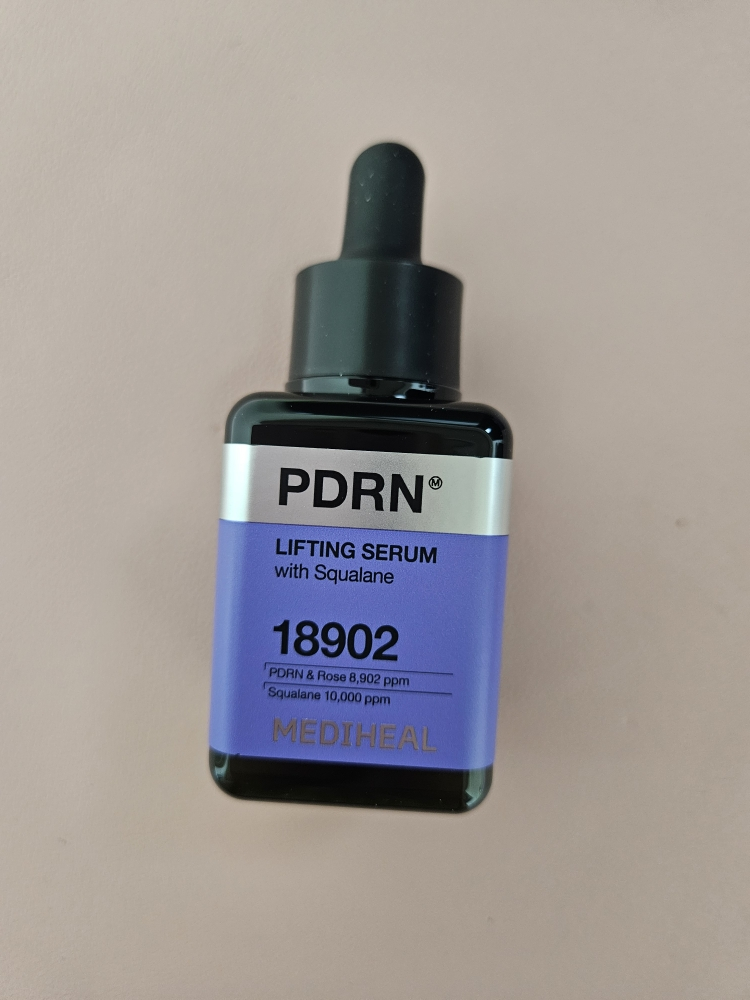 PDRN Ⓜ
LIFTING SERUM
with Squalane
18902
PDRN & Rose 8,902 ppm
Squalane 10,000 ppm
MEDIHEAL